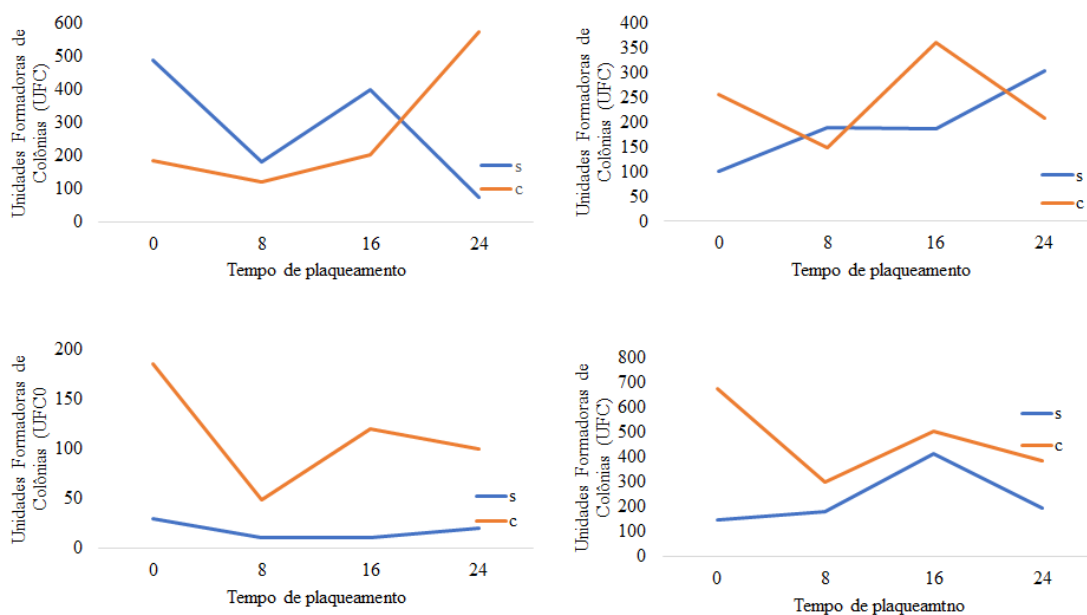 Unidades Formadoras de
Colônias (UFC)
600
500
400
300
200
100
0
s
c
0 8 16 24
Tempo de plaqueamento
Unidades Formadoras de
Colônias (UFC)
400
350
300
250
200
150
100
50
0
s
c
0 8 16 24
Tempo de plaqueamento
Unidades Formadoras de
Colônias (UFC0
200
150
100
50
0
s
c
0 8 16 24
Tempo de plaqueamento
Unidades Formadoras de
Colônias (UFC)
800
700
600
500
400
300
200
100
0
s
c
0 8 16 24
Tempo de plaqueamtno